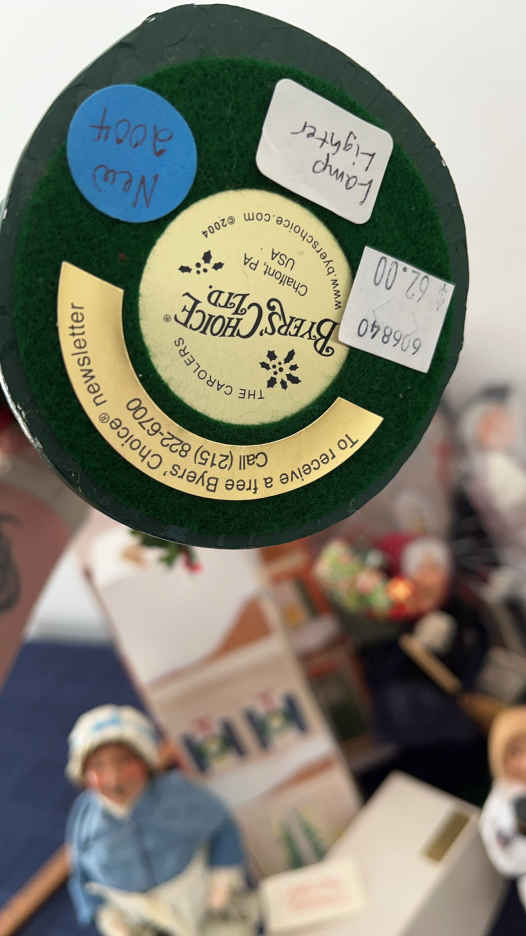 New
2004
Lamp
Lighter
$ 62.00
606840
THE CAROLERS
BYERS' CHOICE LTD.®
Chalfont, PA
USA
www.byerschoice.com ©2004
To receive a free Byers' Choice® newsletter
Call (215) 822-6700